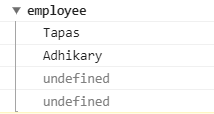 employee
Tapas
Adhikary
undefined
undefined